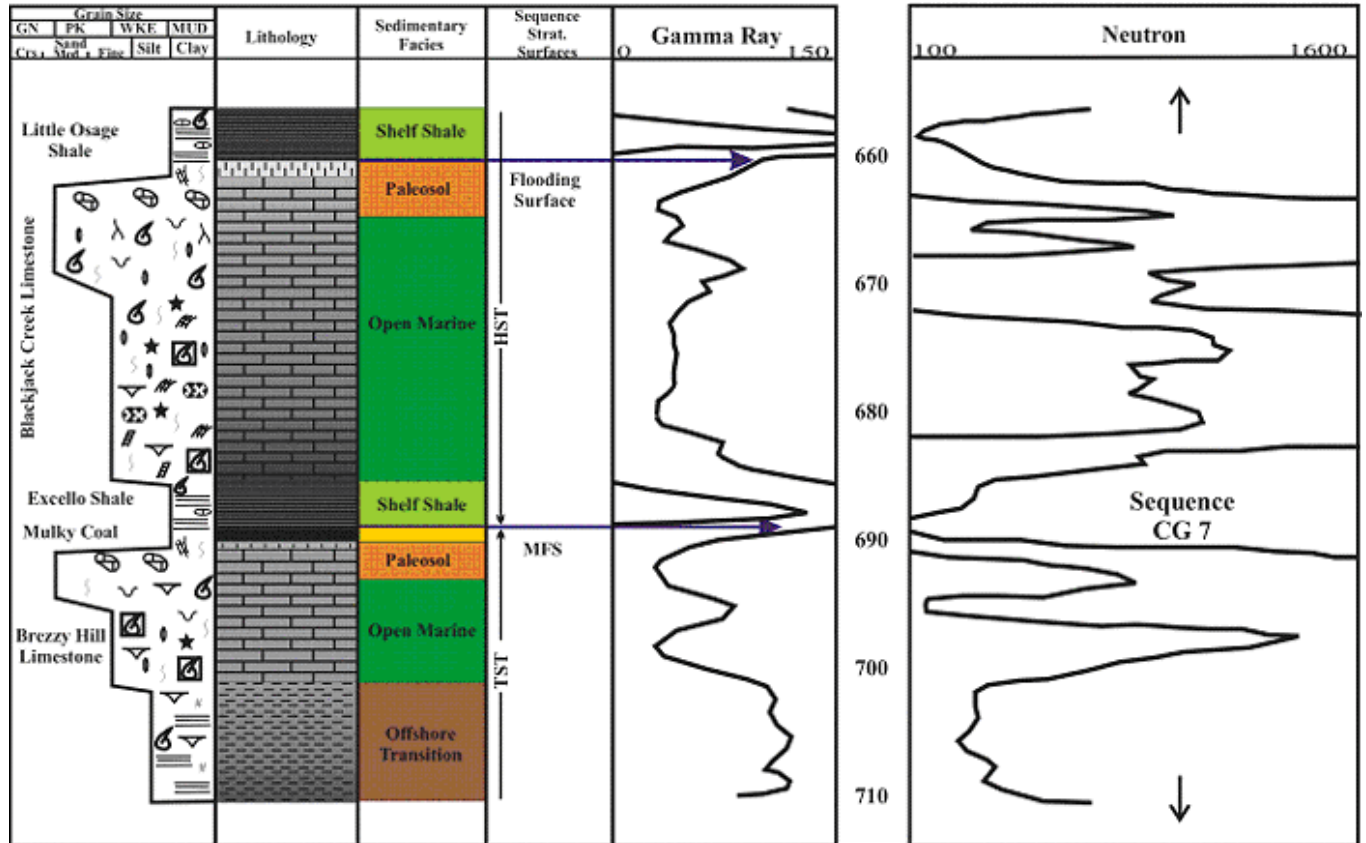 Grain Size
GN PK WKE MUD
Sand
Crs. Med. Fine Silt Clay
Lithology
Sedimentary
Facies
Sequence
Strat.
Surfaces
Gamma Ray
0 150
Neutron
100 1600
Little Osage
Shale
Blackjack Creek Limestone
Excello Shale
Mulky Coal
Brezzy Hill
Limestone
Shelf Shale
Paleosol
Open Marine
Shelf Shale
Paleosol
Open Marine
Offshore
Transition
Flooding
Surface
HST
MFS
TST
660
670
680
690
700
710
Sequence
CG 7